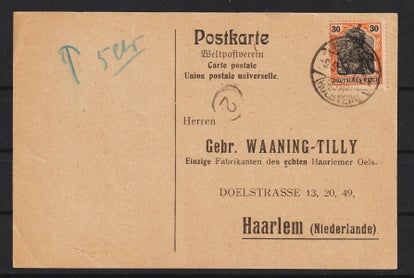 Postkarte
Weltpostverein
Carte postale
Union postale universelle.
30 30
DEUTSCHES REICH
2
Herren
Gebr. WAANING-TILLY
Einzige Fabrikanten des echten Haarlemer Oels.
DOELSTRASSE 13, 20, 49,
Haarlem (Niederlande)